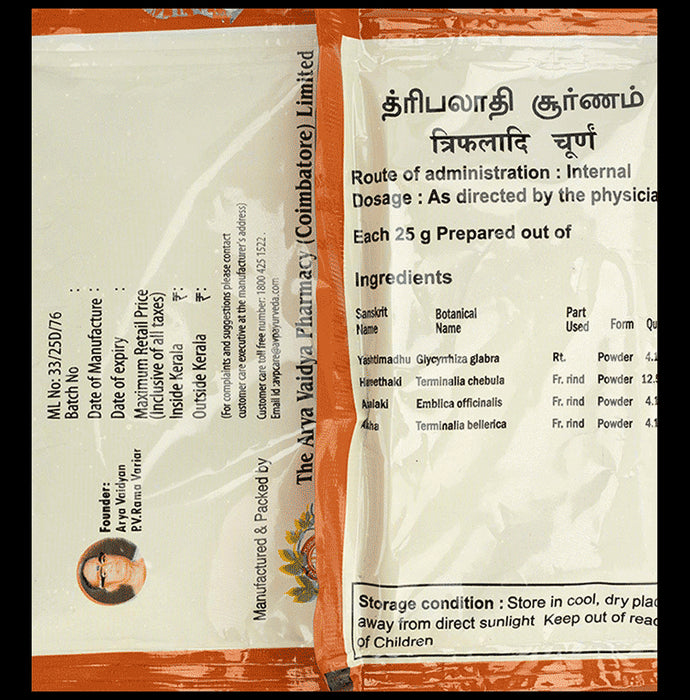 த்ரிபலாதி சூர்ணம்
त्रिफलादि चूर्णं
Route of administration : Internal
Dosage : As directed by the
Each 25 g Prepared out of
Ingredients
Sanskrit Name Botanical Name Part Used Form
Yashtimadhu Glycyrrhiza glabra Rt. Powder
Terminalia chebula Fr. rind Powder
Emblica officinalis Fr. rind Powder
Terminalia bellerica Fr. rind Powder
Storage condition : Store in cool, dry
away from direct sunlight Keep out of
of Children
ML No: 33/25D/76
Batch No :
Date of Manufacture :
Date of expiry :
Maximum Retail Price
(Inclusive of all taxes)
Inside Kerala ₹:
Outside Kerala ₹:
(For complaints and suggestions please contact
customer care executive at the manufacturer's address)
Customer care toll free number: 1800 425 1522.
Email id :avpcare@avpayurveda.com
Founder:
Arya Vaidyan
P.V.Rama Variar
Manufactured & Packed by
The Arya Vaidya Pharmacy (Coimbatore) Limited